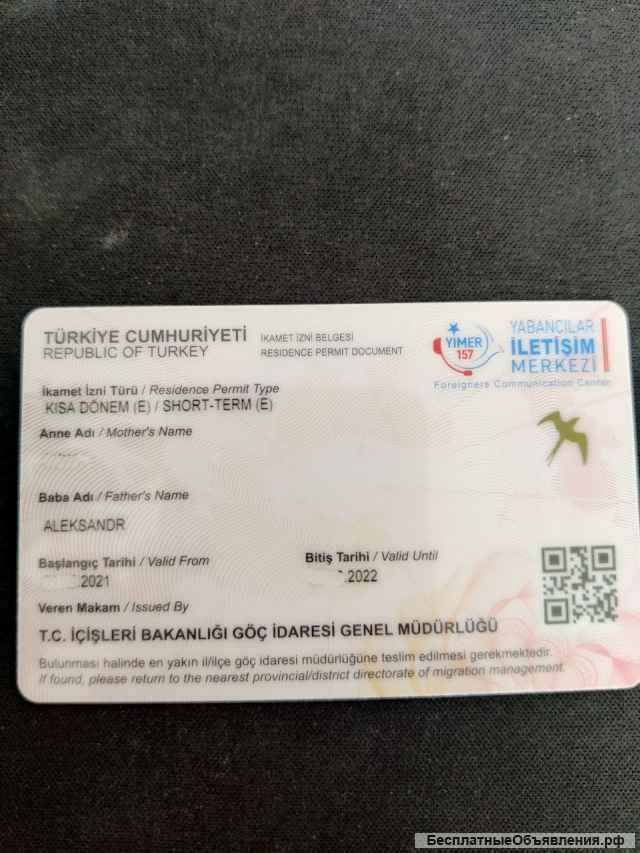 TÜRKİYE CUMHURİYETİ
REPUBLIC OF TURKEY
İKAMET İZNİ BELGESİ
RESIDENCE PERMIT DOCUMENT
YİMER
157
YABANCILAR
İLETİŞİM
MERKEZİ
Foreigners Communication Center
İkamet İzni Türü / Residence Permit Type
KISA DÖNEM (E) / SHORT-TERM (E)
Anne Adı / Mother's Name
Baba Adı / Father's Name
ALEKSANDR
Başlangıç Tarihi / Valid From
.2021
Bitiş Tarihi / Valid Until
.2022
Veren Makam / Issued By
T.C. İÇİŞLERİ BAKANLIĞI GÖÇ İDARESİ GENEL MÜDÜRLÜĞÜ
Bulunması halinde en yakın il/ilçe göç idaresi müdürlüğüne teslim edilmesi gerekmektedir.
If found, please return to the nearest provincial/district directorate of migration management.
БесплатныеОбъявления.рф